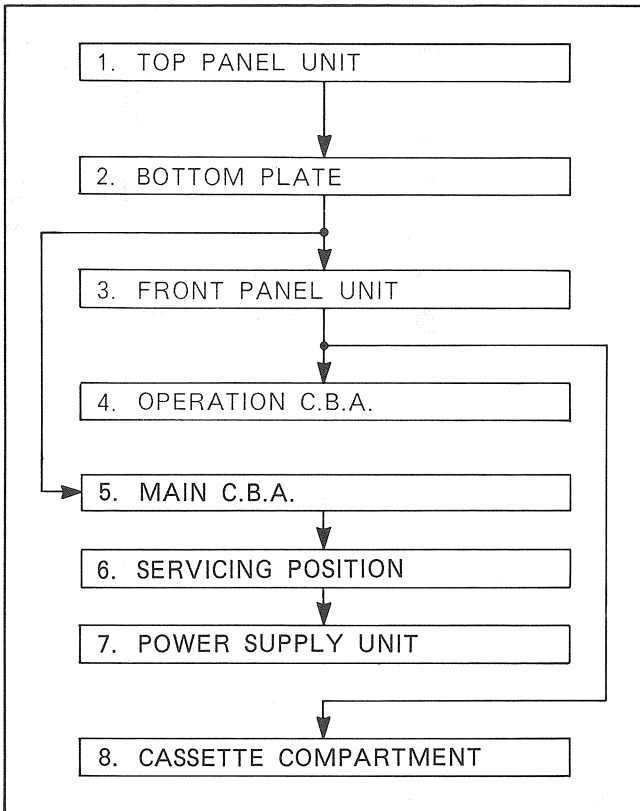 1. TOP PANEL UNIT
2. BOTTOM PLATE
3. FRONT PANEL UNIT
4. OPERATION C.B.A.
5. MAIN C.B.A.
6. SERVICING POSITION
7. POWER SUPPLY UNIT
8. CASSETTE COMPARTMENT